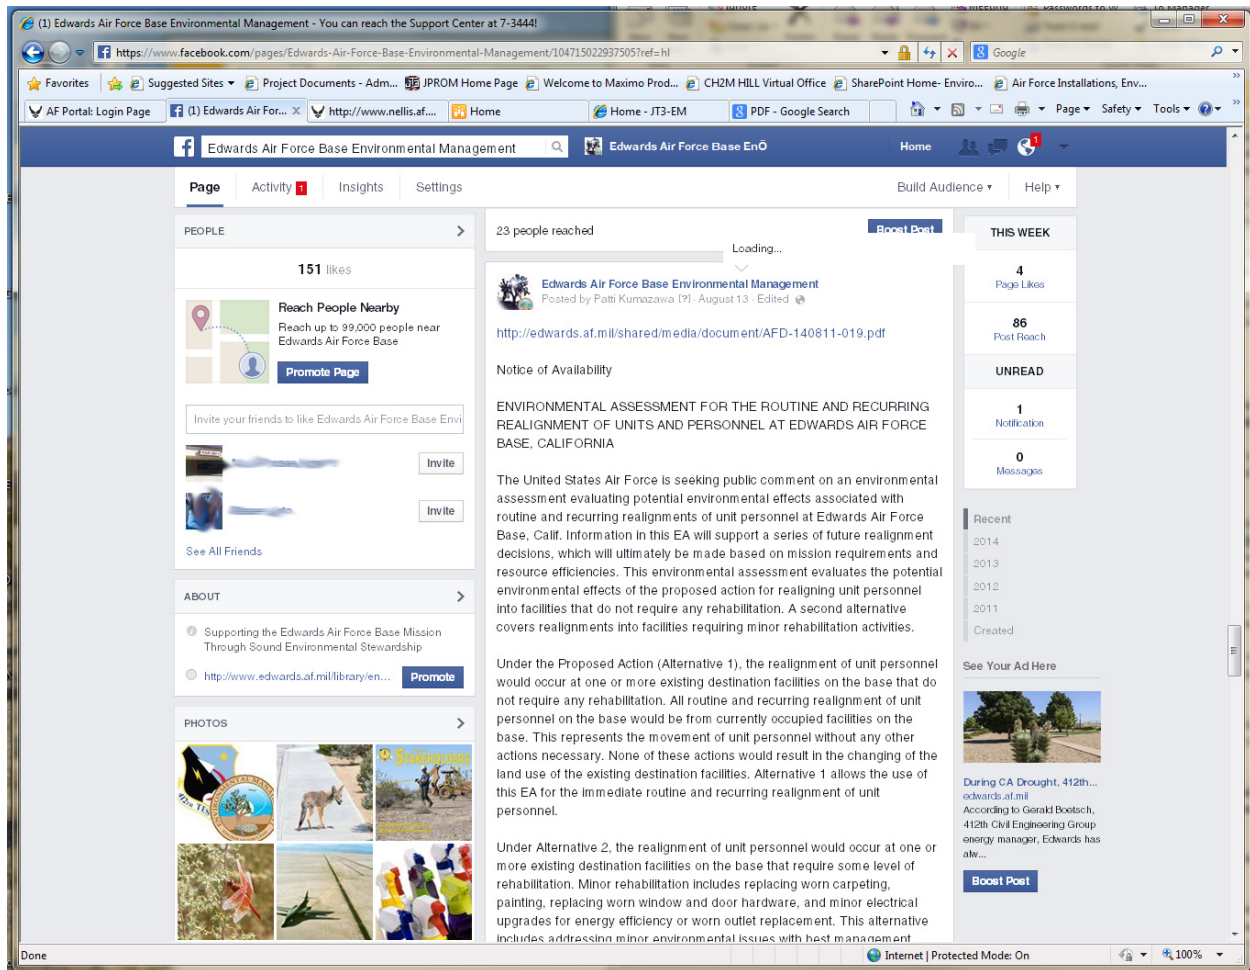 (1) Edwards Air Force Base Environmental Management - You can reach the Support Center at 7-3444!
https://www.facebook.com/pages/Edwards-Air-Force-Base-Environmental-Management/104715022937505?ref=hl
Google
Favorites
Suggested Sites
Project Documents - Adm...
JPROM Home Page
Welcome to Maximo Prod...
CH2M HILL Virtual Office
SharePoint Home- Enviro...
Air Force Installations, Env...
AF Portal: Login Page
(1) Edwards Air For...
http://www.nellis.af....
Home
Home - JT3-EM
PDF - Google Search
Page
Safety
Tools
Edwards Air Force Base Environmental Management
Edwards Air Force Base EnÖ
Home
1
Page
Activity 1
Insights
Settings
Build Audience
Help
PEOPLE
151 likes
Reach People Nearby
Reach up to 99,000 people near
Edwards Air Force Base
Promote Page
Invite your friends to like Edwards Air Force Base Envi
Invite
Invite
See All Friends
ABOUT
Supporting the Edwards Air Force Base Mission
Through Sound Environmental Stewardship
http://www.edwards.af.mil/library/en...
Promote
PHOTOS
23 people reached
Boost Post
Loading...
Edwards Air Force Base Environmental Management
Posted by Patti Kumazawa [?] · August 13 · Edited
http://edwards.af.mil/shared/media/document/AFD-140811-019.pdf
Notice of Availability
ENVIRONMENTAL ASSESSMENT FOR THE ROUTINE AND RECURRING
REALIGNMENT OF UNITS AND PERSONNEL AT EDWARDS AIR FORCE
BASE, CALIFORNIA
The United States Air Force is seeking public comment on an environmental
assessment evaluating potential environmental effects associated with
routine and recurring realignments of unit personnel at Edwards Air Force
Base, Calif. Information in this EA will support a series of future realignment
decisions, which will ultimately be made based on mission requirements and
resource efficiencies. This environmental assessment evaluates the potential
environmental effects of the proposed action for realigning unit personnel
into facilities that do not require any rehabilitation. A second alternative
covers realignments into facilities requiring minor rehabilitation activities.
Under the Proposed Action (Alternative 1), the realignment of unit personnel
would occur at one or more existing destination facilities on the base that do
not require any rehabilitation. All routine and recurring realignment of unit
personnel on the base would be from currently occupied facilities on the
base. This represents the movement of unit personnel without any other
actions necessary. None of these actions would result in the changing of the
land use of the existing destination facilities. Alternative 1 allows the use of
this EA for the immediate routine and recurring realignment of unit
personnel.
Under Alternative 2, the realignment of unit personnel would occur at one or
more existing destination facilities on the base that require some level of
rehabilitation. Minor rehabilitation includes replacing worn carpeting,
painting, replacing worn window and door hardware, and minor electrical
upgrades for energy efficiency or worn outlet replacement. This alternative
includes addressing minor environmental issues with best management
THIS WEEK
4
Page Likes
86
Post Reach
UNREAD
1
Notification
0
Messages
Recent
2014
2013
2012
2011
Created
See Your Ad Here
During CA Drought, 412th...
edwards.af.mil
According to Gerald Boetsch,
412th Civil Engineering Group
energy manager, Edwards has
alw...
Boost Post
Done
Internet | Protected Mode: On
100%